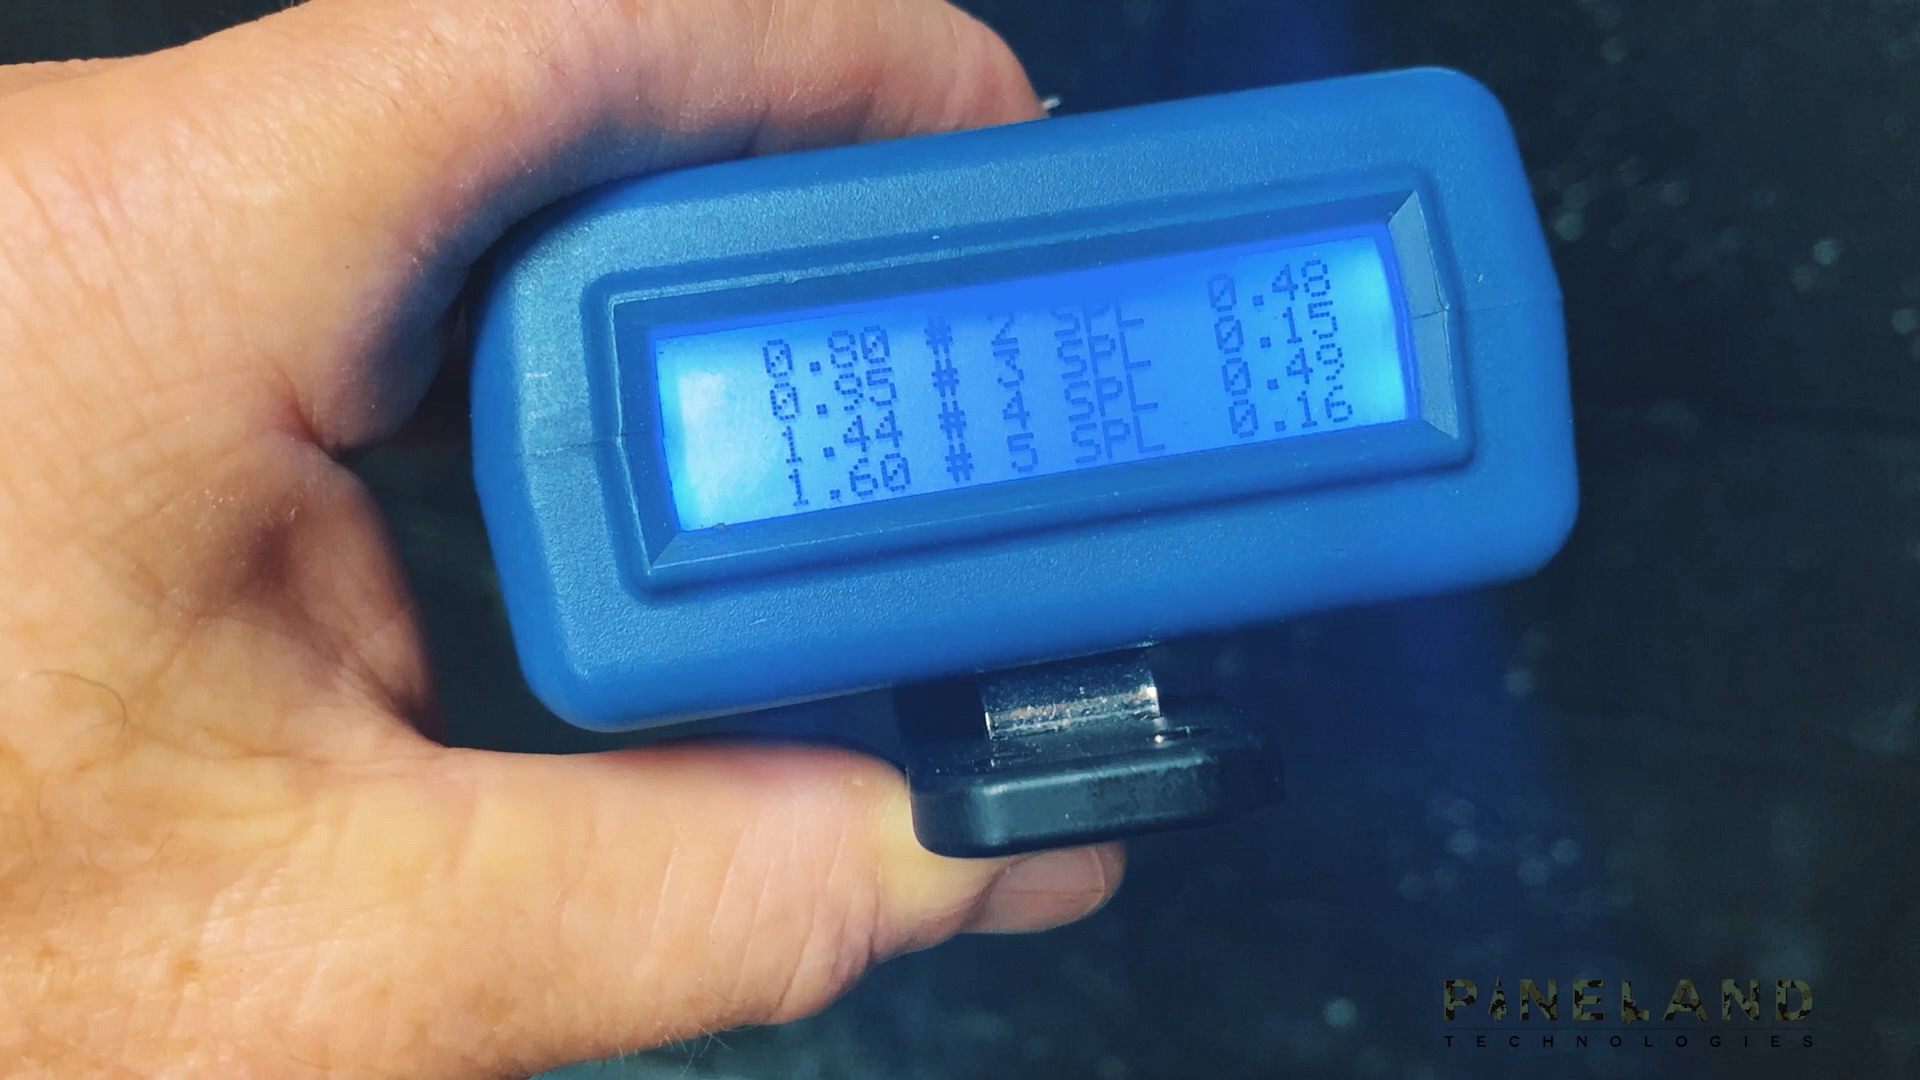 0.80 # 2 SPL 0.48
0.95 # 3 SPL 0.15
1.44 # 4 SPL 0.49
1.60 # 5 SPL 0.16
PINELAND
TECHNOLOGIES